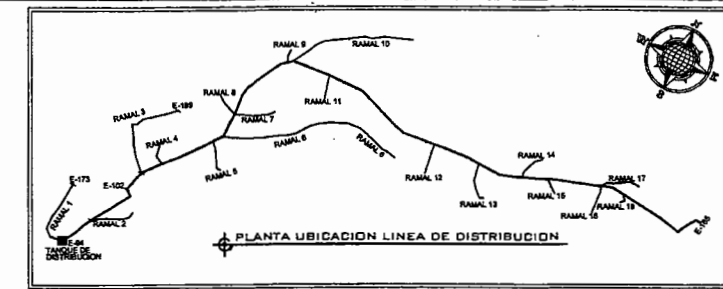 RAMAL 9
RAMAL 10
N
W
E
S
RAMAL 8
RAMAL 11
RAMAL 3
E-199
RAMAL 7
RAMAL 4
RAMAL 6
RAMAL 6
RAMAL 5
RAMAL 14
E-173
E-102
RAMAL 12
RAMAL 17
RAMAL 15
RAMAL 13
RAMAL 1
RAMAL 2
RAMAL 16
RAMAL 18
E-94
TANQUE DE
DISTRIBUCION
PLANTA UBICACION LINEA DE DISTRIBUCION